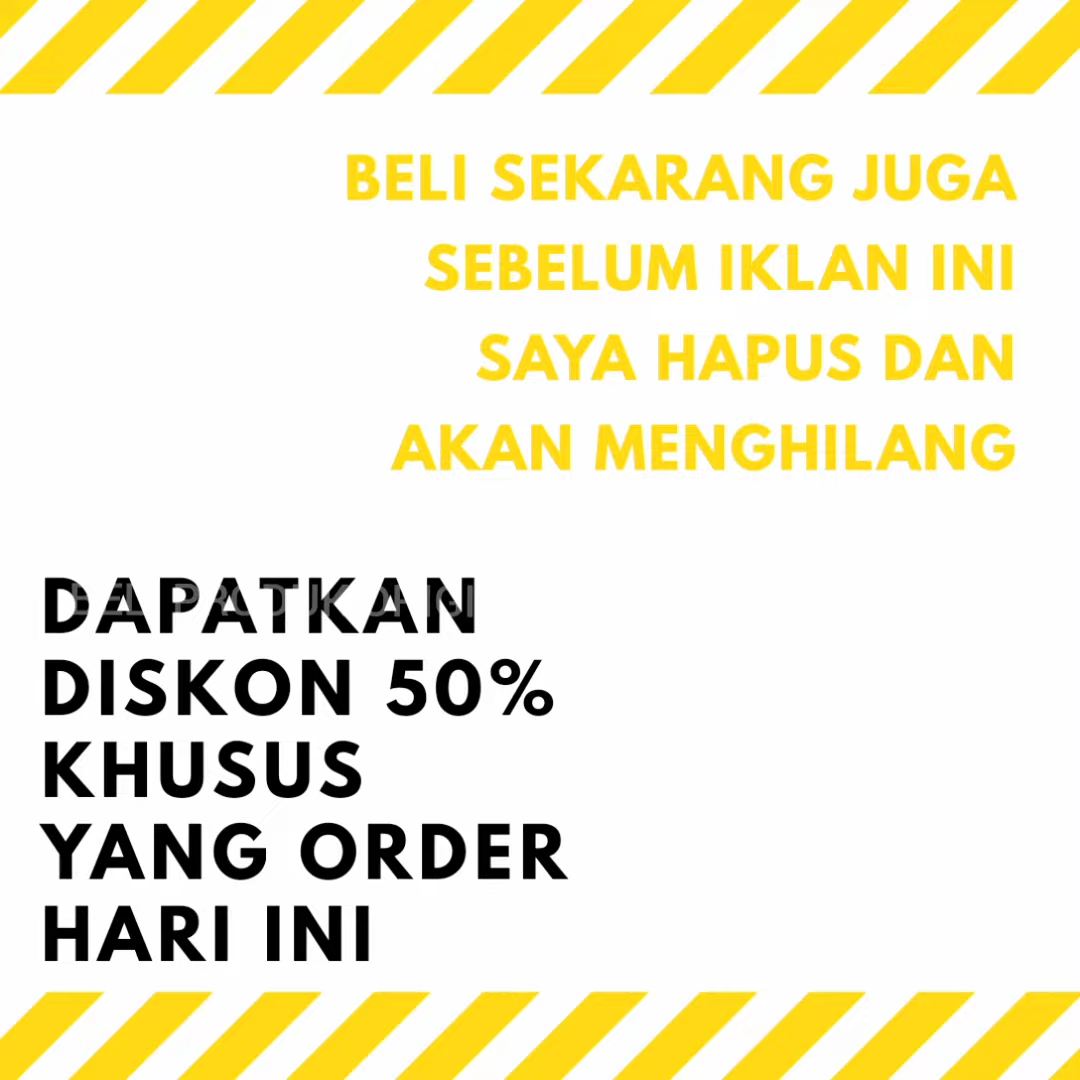 BELI SEKARANG JUGA
SEBELUM IKLAN INI
SAYA HAPUS DAN
AKAN MENGHILANG
DAPATKAN
DISKON 50%
KHUSUS
YANG ORDER
HARI INI